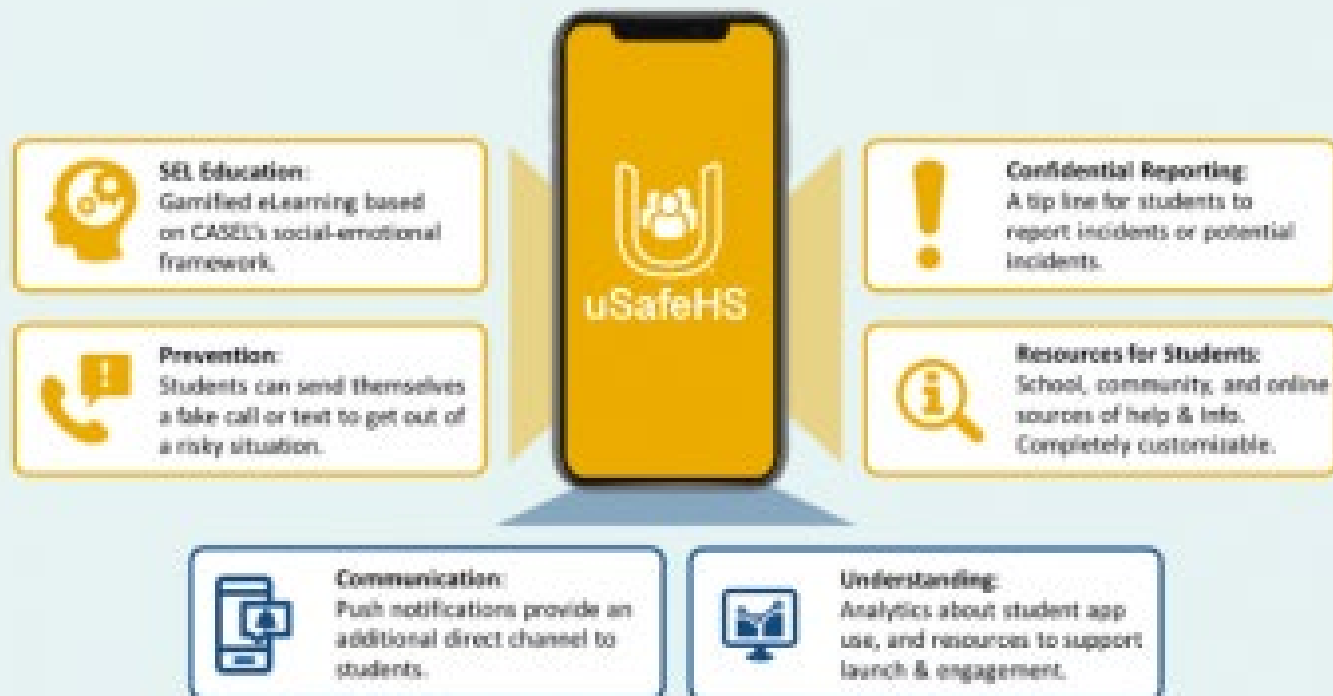 SEL Education:
Gamified eLearning based
on CASEL's social-emotional
framework.
Prevention:
Students can send themselves
a fake call or text to get out of
a risky situation.
uSafeHS
Confidential Reporting:
A tip line for students to
report incidents or potential
incidents.
Resources for Students:
School, community, and online
sources of help & info.
Completely customizable.
Communication:
Push notifications provide an
additional direct channel to
students.
Understanding:
Analytics about student app
use, and resources to support
launch & engagement.